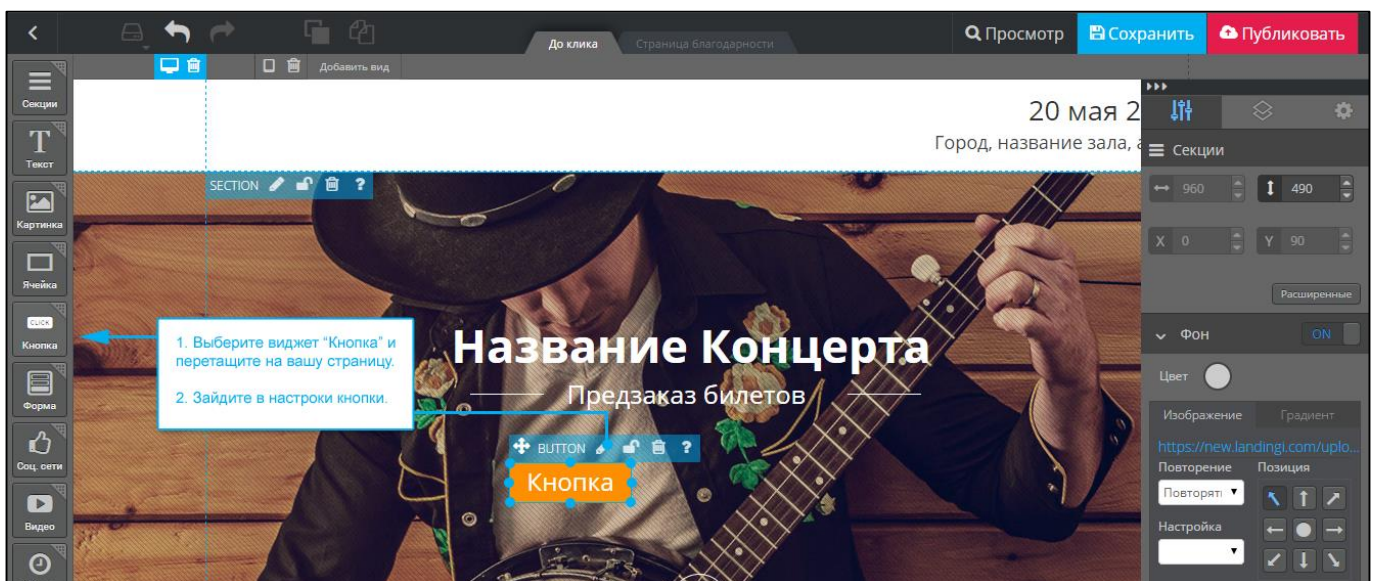 До клика
Страница благодарности
Просмотр
Сохранить
Публиковать
Добавить вид
Секции
Текст
Картинка
Ячейка
CLICK
Кнопка
Форма
Соц. сети
Видео
20 мая 2
Город, название зала, а
SECTION ?
1. Выберите виджет “Кнопка” и
перетащите на вашу страницу.
2. Зайдите в настроки кнопки.
Название Концерта
Предзаказ билетов
BUTTON ?
Кнопка
Секции
960
490
X 0
Y 90
Расширенные
Фон
ON
Цвет
Изображение
Градиент
https://new.landingi.com/uplo...
Повторение
Позиция
Повторят
Настройка